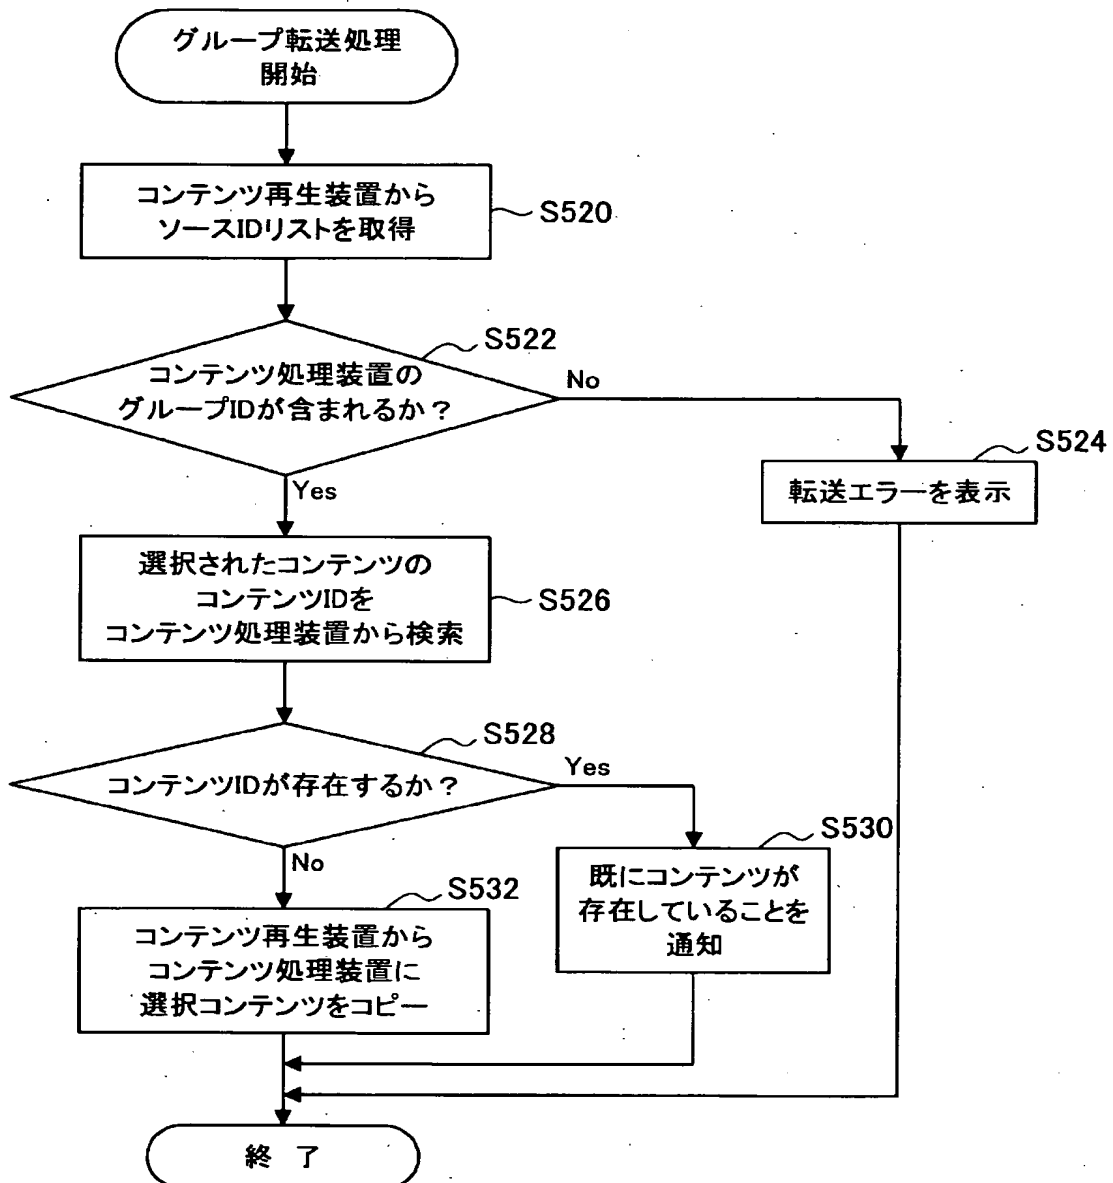 グループ転送処理
開始
コンテンツ再生装置から
ソースIDリストを取得
S520
S522
コンテンツ処理装置の
グループIDが含まれるか？
No
S524
転送エラーを表示
Yes
選択されたコンテンツの
コンテンツIDを
コンテンツ処理装置から検索
S526
S528
コンテンツIDが存在するか？
Yes
S530
既にコンテンツが
存在していることを
通知
No
S532
コンテンツ再生装置から
コンテンツ処理装置に
選択コンテンツをコピー
終 了